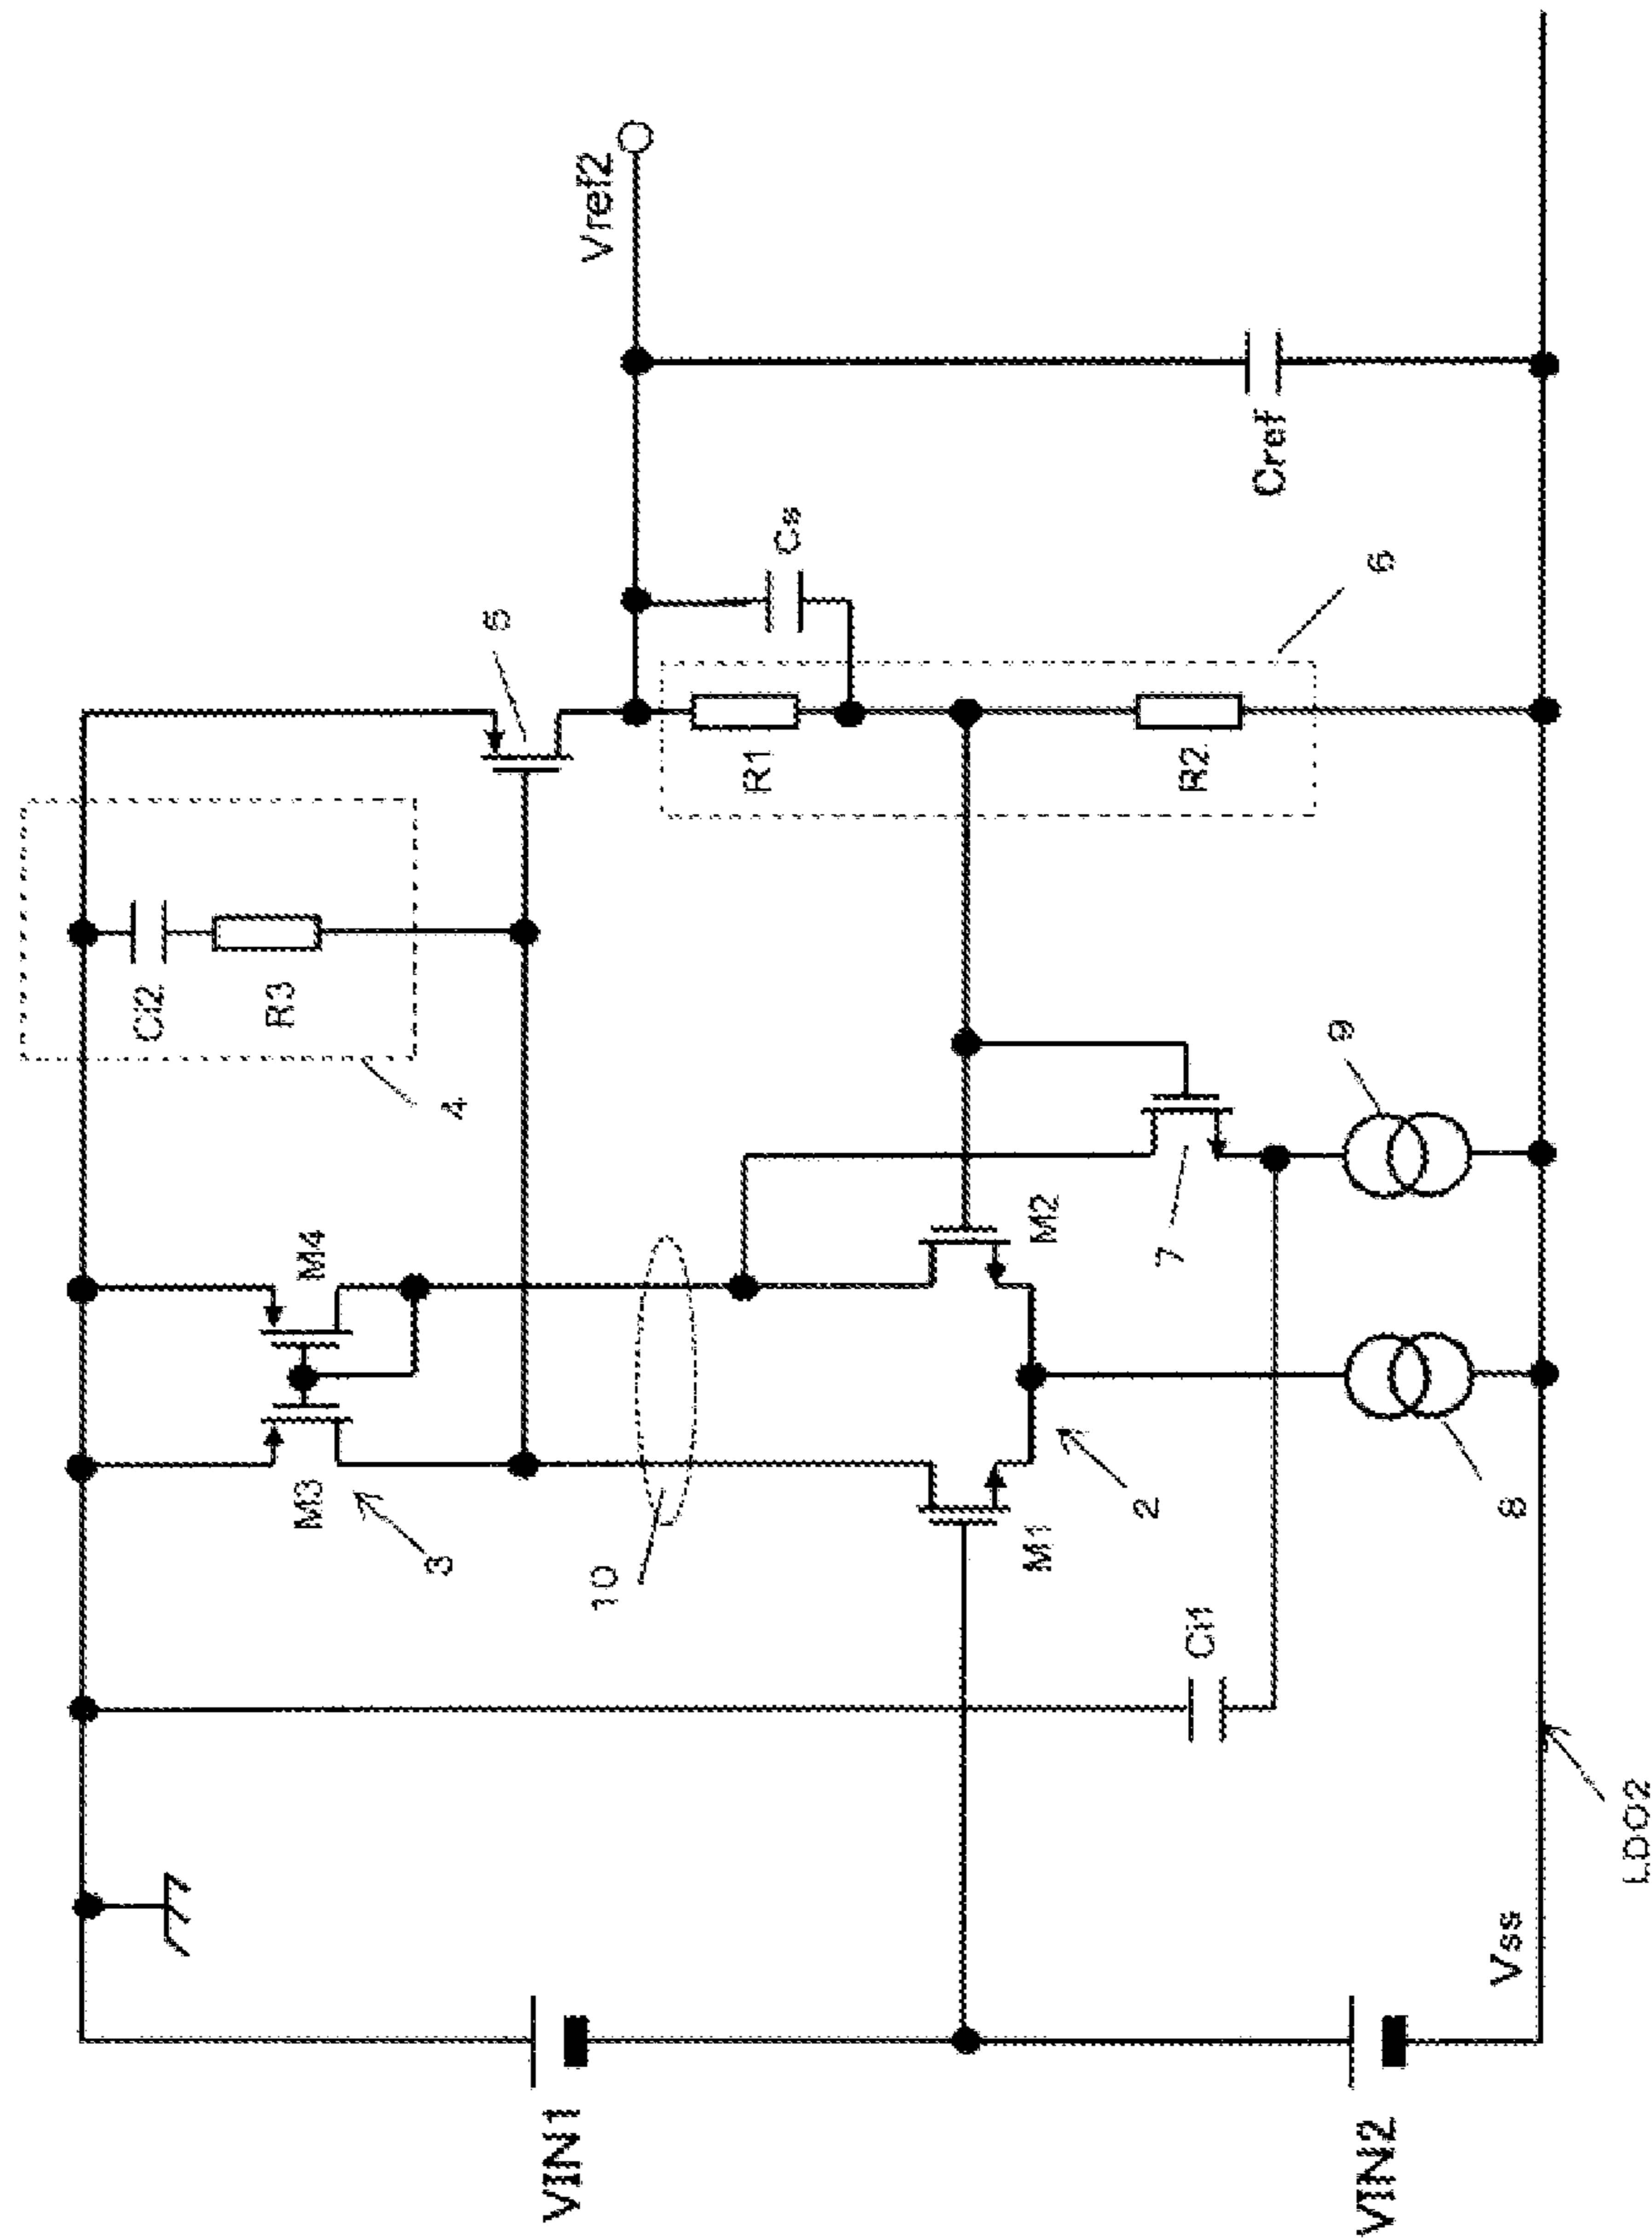 Vref2
5
Cs
6
Cref
R1
R2
Ci2
R3
4
9
M4
M2
7
M3
3
10
2
8
M1
Ci1
LDO2
Vss
VIN1
VIN2